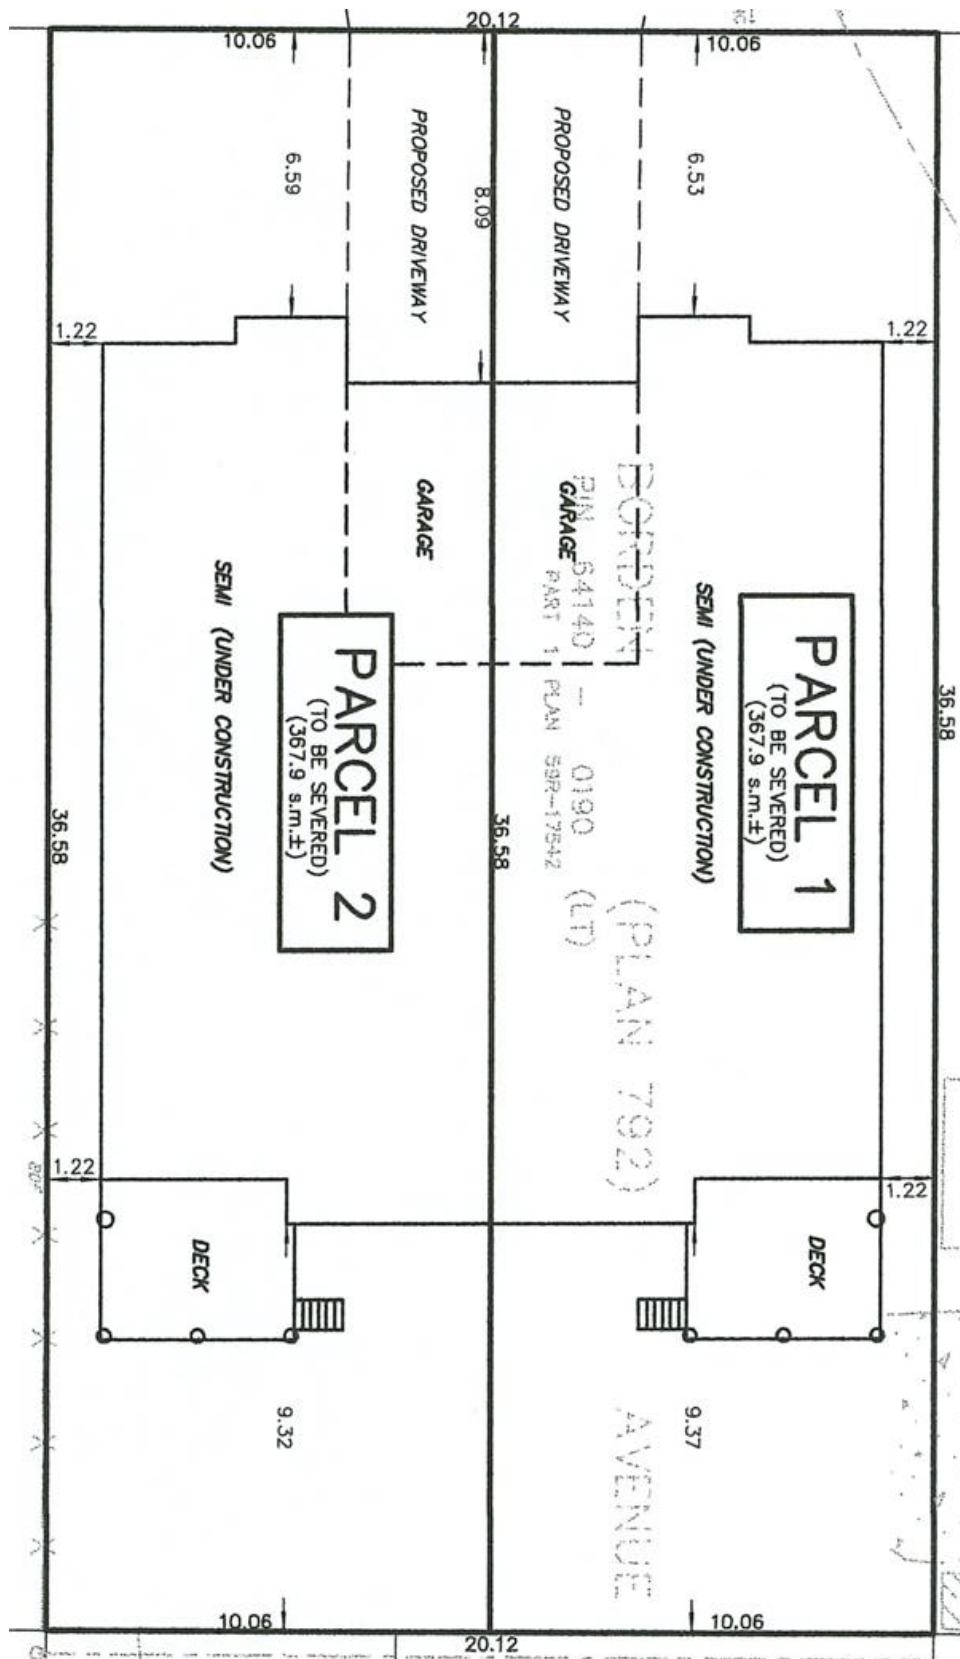 20.12
10.06
10.06
PROPOSED DRIVEWAY
PROPOSED DRIVEWAY
6.59
8.09
6.53
1.22
1.22
GARAGE
GARAGE
BORDEN
PIN 64140 — 0190 (LT)
PART 1 PLAN 59R-17542
(PLAN 792)
AVENUE
SEMI (UNDER CONSTRUCTION)
SEMI (UNDER CONSTRUCTION)
PARCEL 1
(TO BE SEVERED)
(367.9 s.m.±)
PARCEL 2
(TO BE SEVERED)
(367.9 s.m.±)
36.58
36.58
36.58
1.22
1.22
DECK
DECK
9.32
9.37
10.06
10.06
20.12